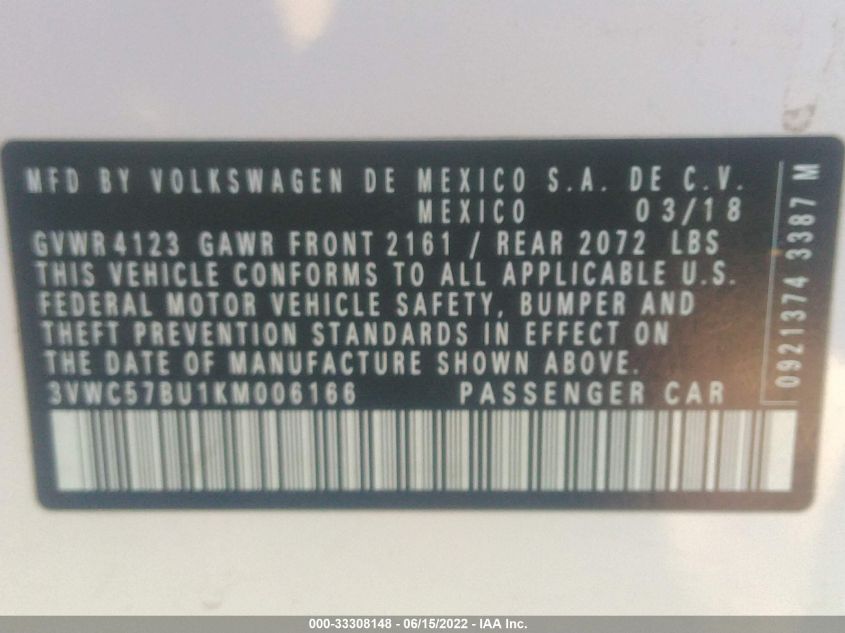 MFD BY VOLKSWAGEN DE MEXICO S.A. DE C.V.
MEXICO 03/18
GVWR 4123 GAWR FRONT 2161 / REAR 2072 LBS
THIS VEHICLE CONFORMS TO ALL APPLICABLE U.S.
FEDERAL MOTOR VEHICLE SAFETY, BUMPER AND
THEFT PREVENTION STANDARDS IN EFFECT ON
THE DATE OF MANUFACTURE SHOWN ABOVE.
3VWC57BU1KM006166 PASSENGER CAR
0921374 3387 M
000-33308148 - 06/15/2022 - IAA Inc.